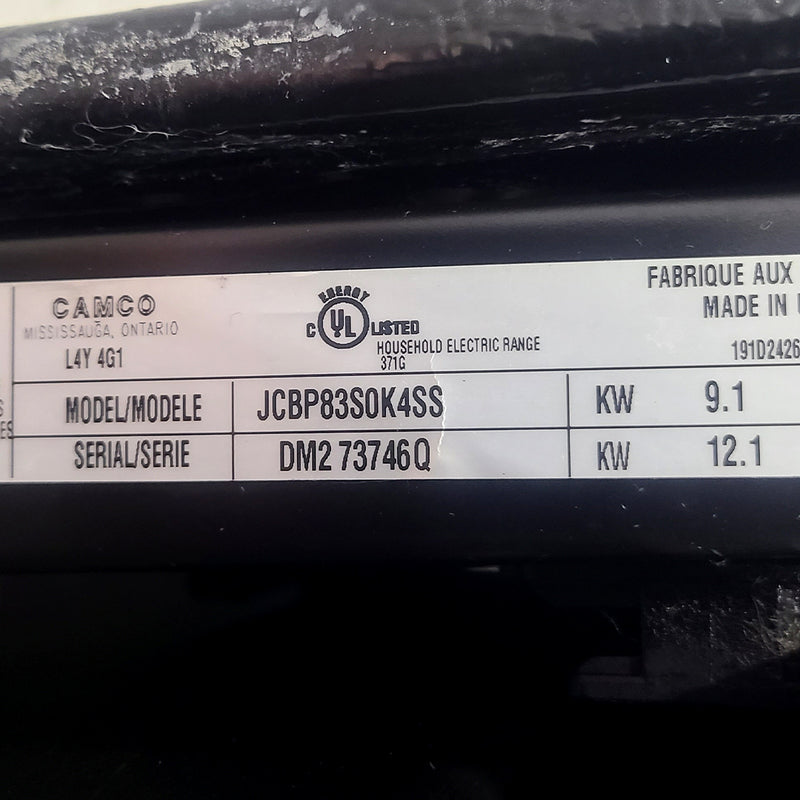 CAMCO
MISSISSAUGA, ONTARIO
L4Y 4G1
ENERGY
C UL LISTED
HOUSEHOLD ELECTRIC RANGE
371G
FABRIQUE AUX
MADE IN
191D2426
MODEL/MODELE JCBP83S0K4SS KW 9.1
SERIAL/SERIE DM2 73746Q KW 12.1